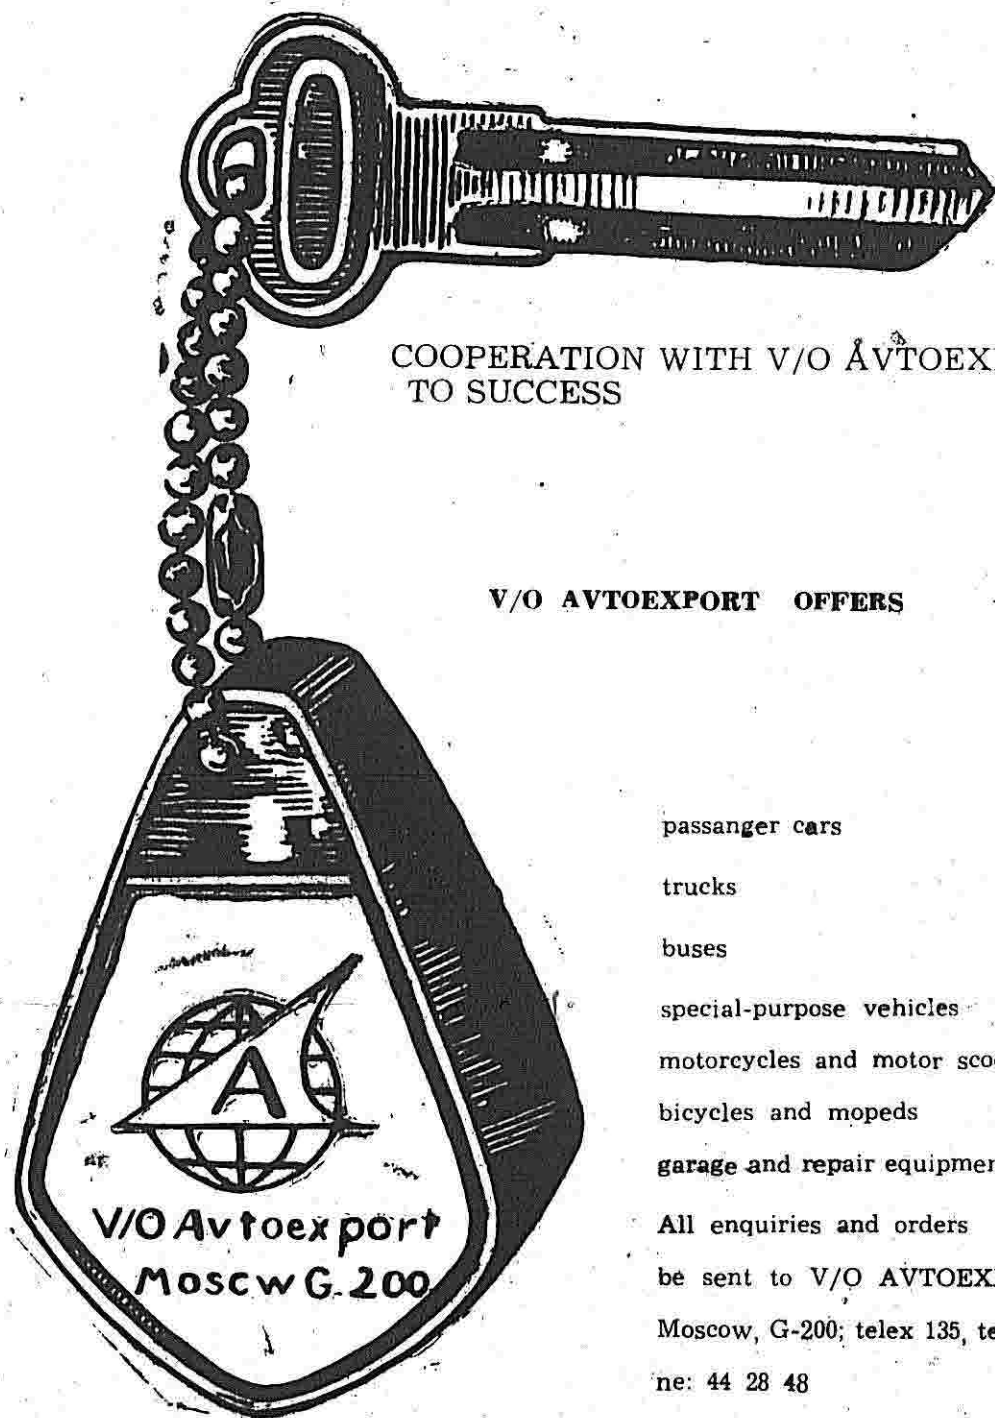 COOPERATION WITH V/O AVTOEX
TO SUCCESS
V/O AVTOEXPORT OFFERS
passanger cars
trucks
buses
special-purpose vehicles
motorcycles and motor sco
bicycles and mopeds
garage and repair equipmen
All enquiries and orders
be sent to V/O AVTOEX
Moscow, G-200; telex 135, te
ne: 44 28 48
A
V/O Avtoexport
Moscw G. 200